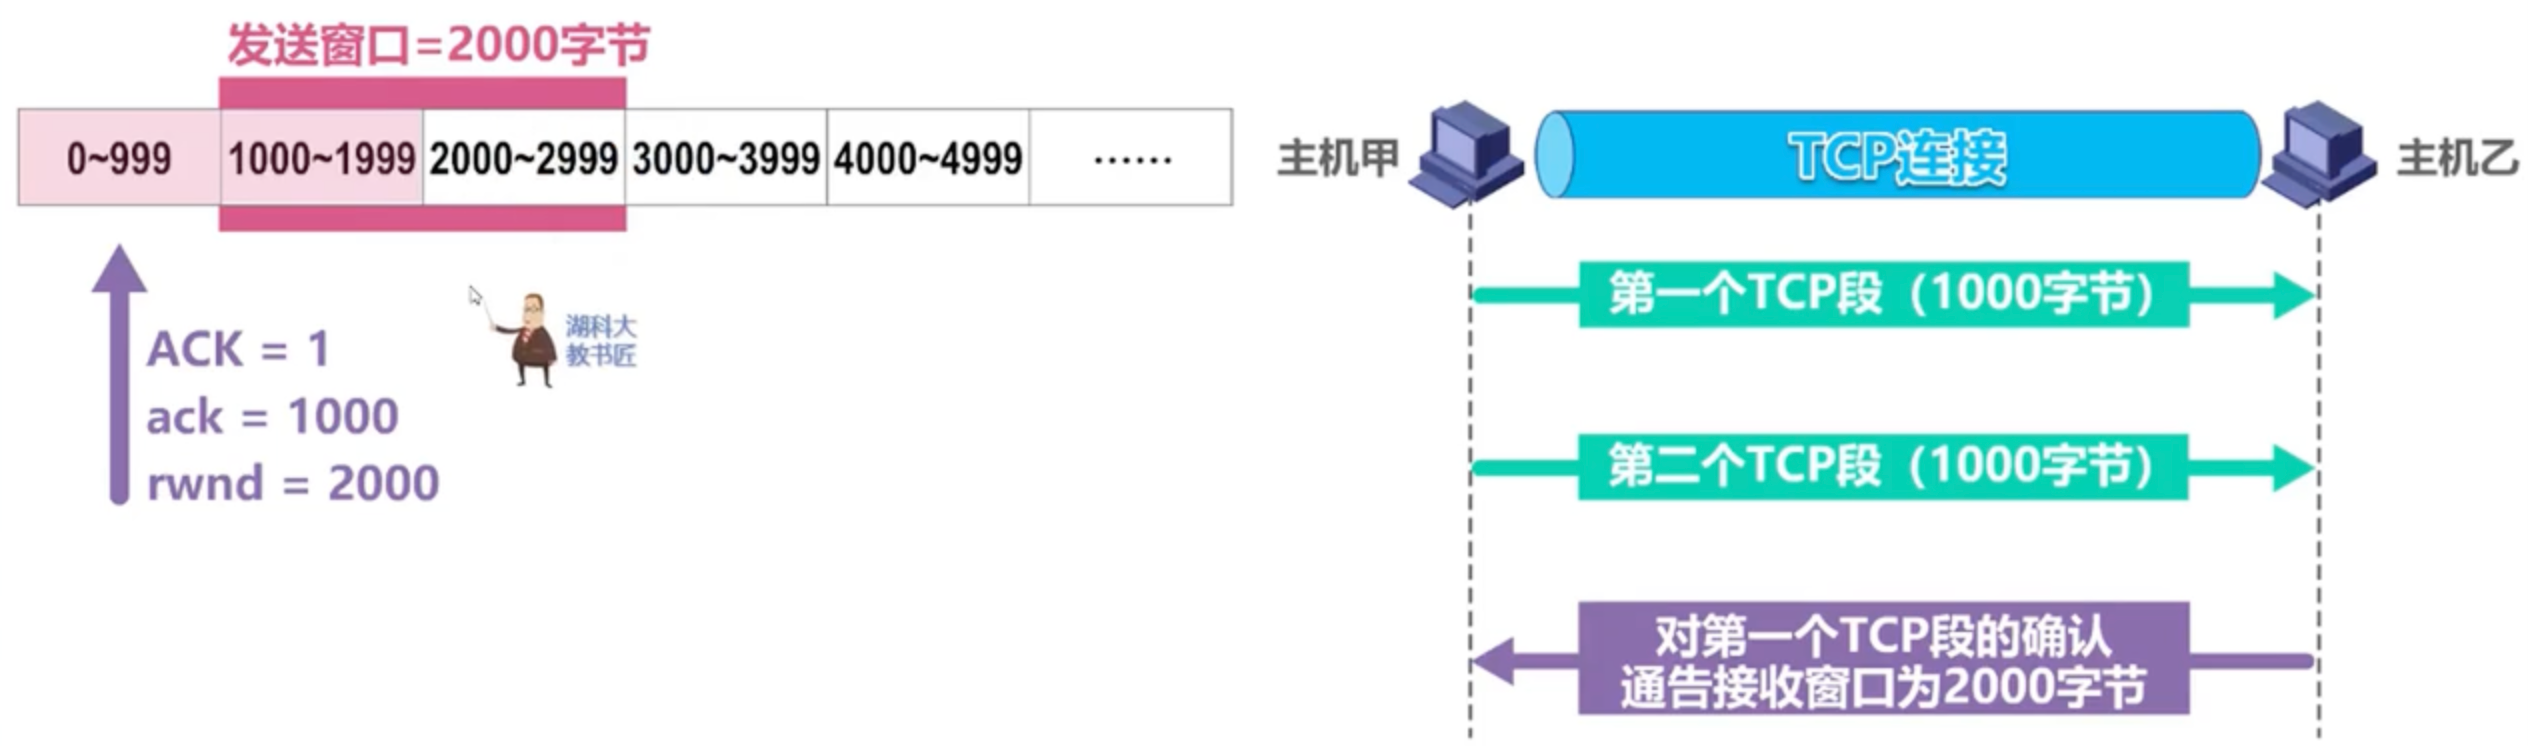 发送窗口=2000字节
0~999
1000~1999
2000~2999
3000~3999
4000~4999
······
ACK = 1
ack = 1000
rwnd = 2000
湖科大
教书匠
主机甲
TCP连接
主机乙
第一个TCP段（1000字节）
第二个TCP段（1000字节）
对第一个TCP段的确认
通告接收窗口为2000字节